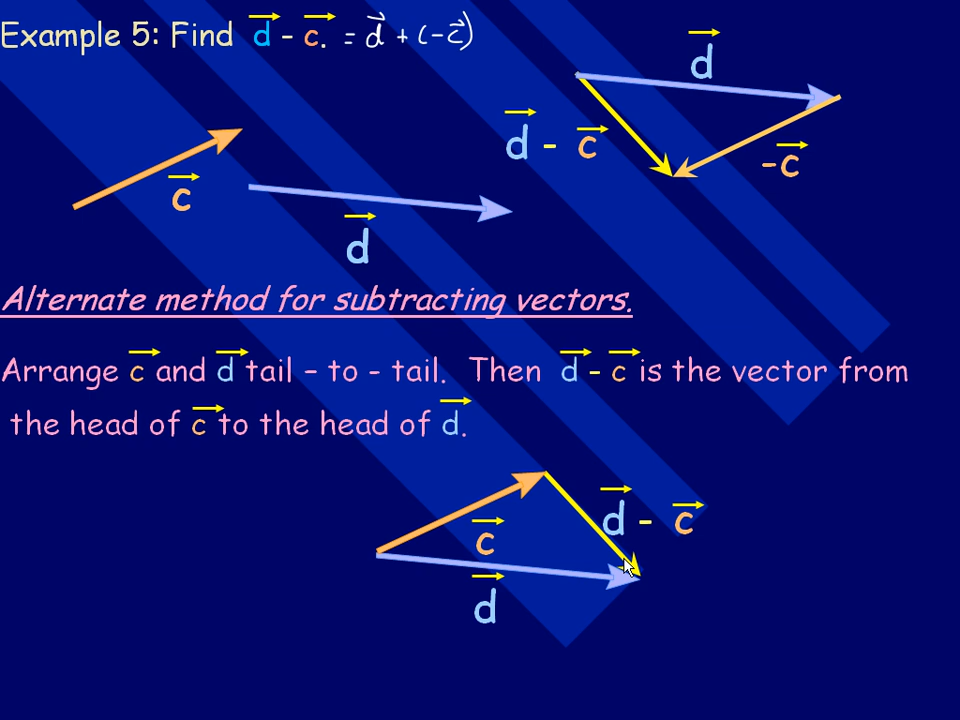 Example 5: Find d⃗ - c⃗. = d⃗ + (-c⃗)
d⃗
d⃗ - c⃗
-c⃗
c⃗
d⃗
Alternate method for subtracting vectors.
Arrange c⃗ and d⃗ tail – to - tail. Then d⃗ - c⃗ is the vector from
the head of c⃗ to the head of d⃗.
d⃗ - c⃗
c⃗
d⃗